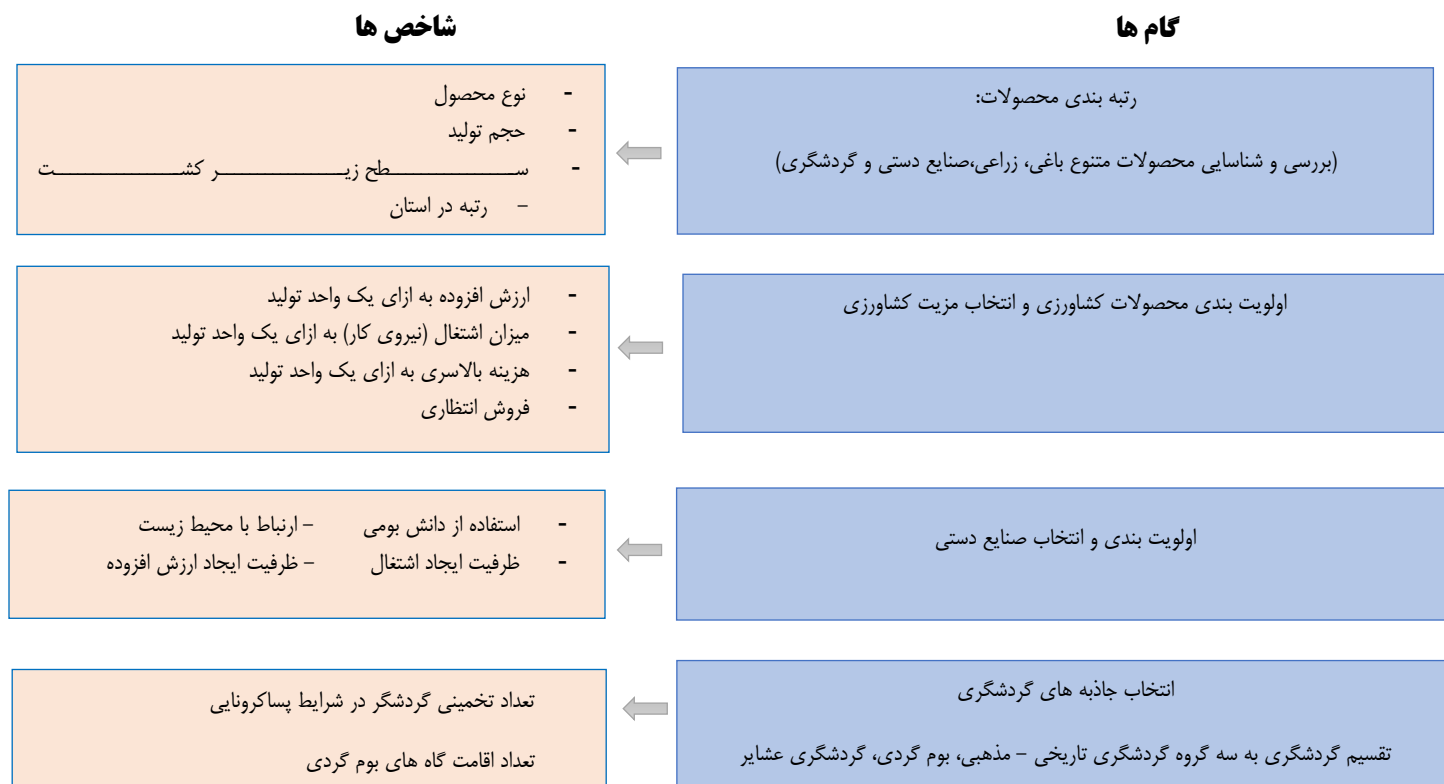 گام ها
شاخص ها
رتبه بندی محصولات:
(بررسی و شناسایی محصولات متنوع باغی، زراعی،صنایع دستی و گردشگری)
- نوع محصول
- حجم تولید
- ســـــطح زیـــــر کشـــــت
– رتبه در استان
اولویت بندی محصولات کشاورزی و انتخاب مزیت کشاورزی
- ارزش افزوده به ازای یک واحد تولید
- میزان اشتغال (نیروی کار) به ازای یک واحد تولید
- هزینه بالاسری به ازای یک واحد تولید
- فروش انتظاری
اولویت بندی و انتخاب صنایع دستی
- استفاده از دانش بومی – ارتباط با محیط زیست
- ظرفیت ایجاد اشتغال – ظرفیت ایجاد ارزش افزوده
انتخاب جاذبه های گردشگری
تقسیم گردشگری به سه گروه گردشگری تاریخی – مذهبی، بوم گردی، گردشگری عشایر
تعداد تخمینی گردشگر در شرایط پساکرونایی
تعداد اقامت گاه های بوم گردی